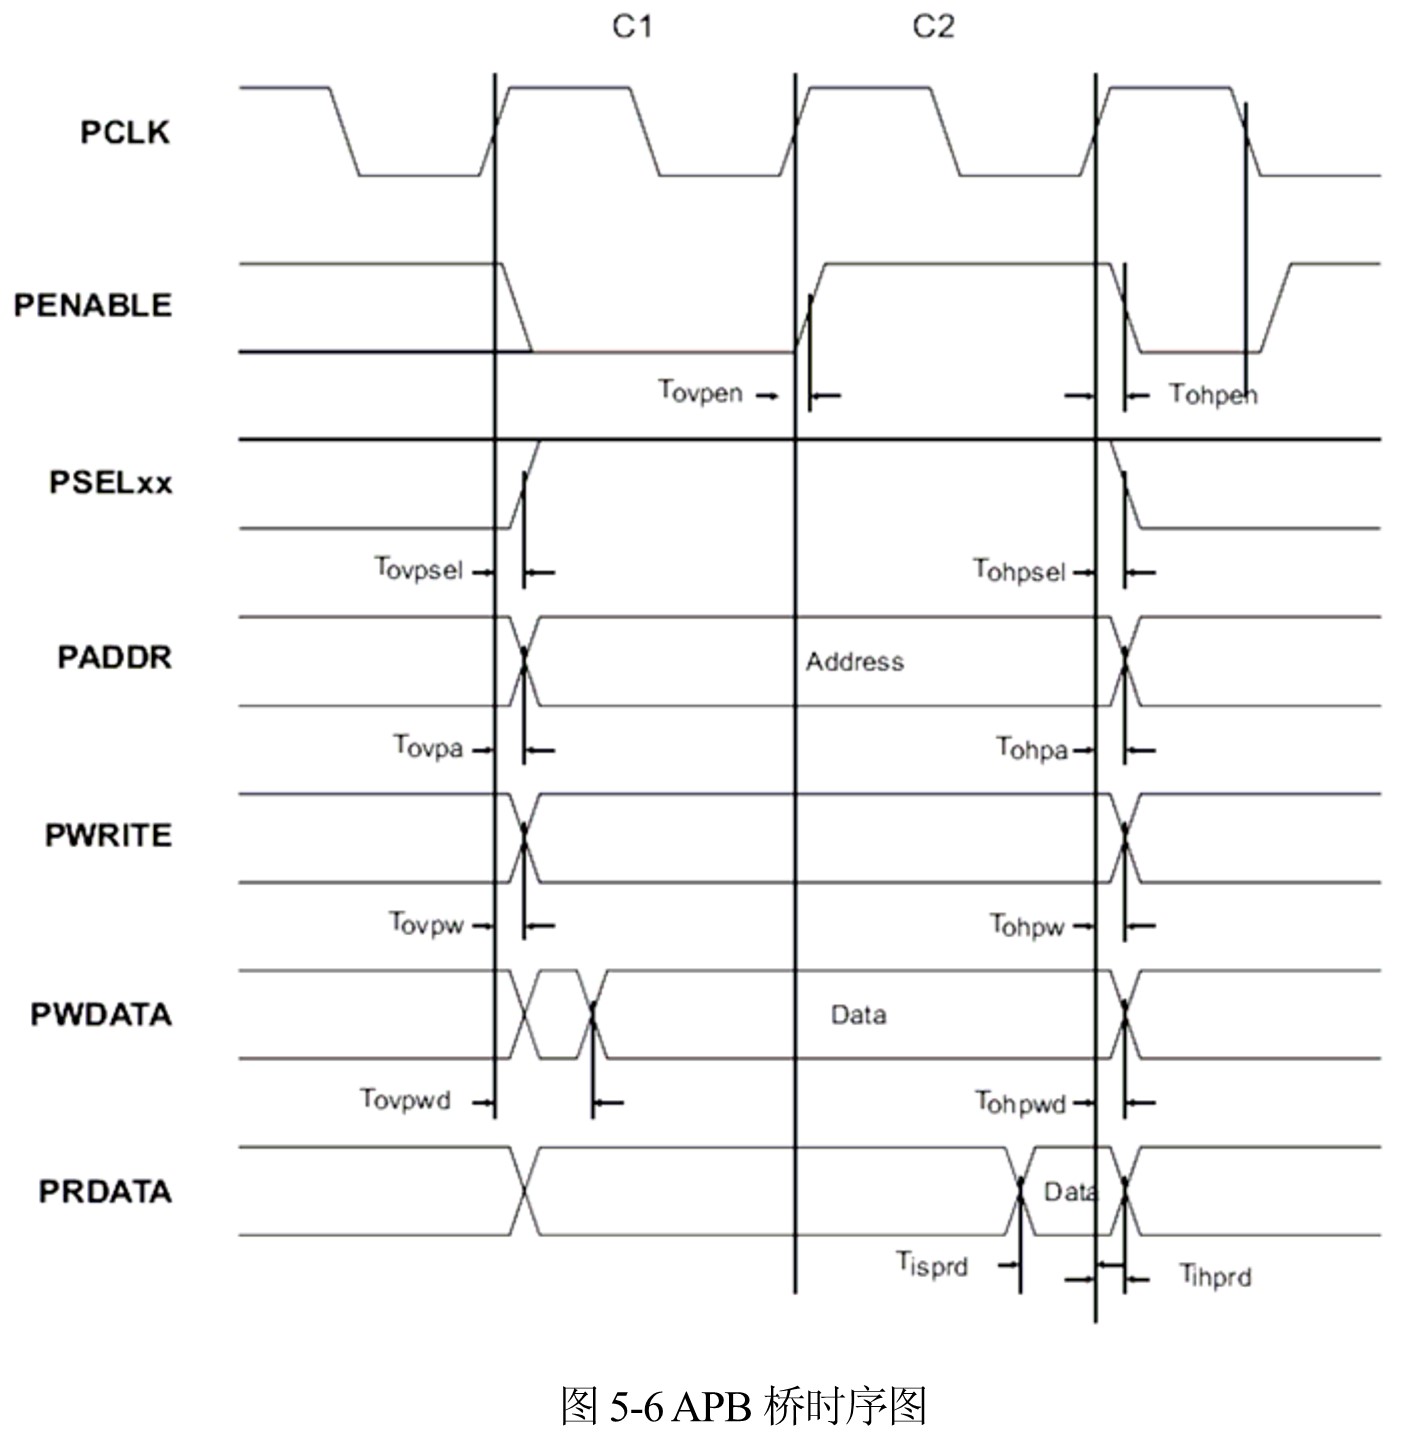 C1 C2
PCLK
PENABLE
Tovpen Tohpen
PSELxx
Tovpsel Tohpsel
PADDR Address
Tovpa Tohpa
PWRITE
Tovpw Tohpw
PWDATA Data
Tovpwd Tohpwd
PRDATA Data
Tisprd Tihprd
图 5-6 APB 桥时序图